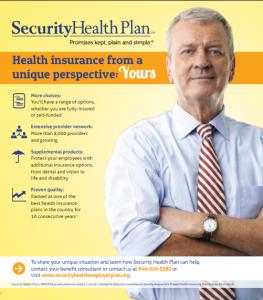 SecurityHealth Plan™
Promises kept, plain and simple.®
Health insurance from a
unique perspective: Yours
More choices:
You'll have a range of options,
whether you are fully-insured
or self-funded
Extensive provider network:
More than 8,000 providers
and growing
Supplemental products:
Protect your employees with
additional insurance options,
from dental and vision to
life and disability
Proven quality:
Ranked as one of the
best health insurance
plans in the country for
10 consecutive years
To share your unique situation and learn how Security Health Plan can help,
contact your benefit consultant or contact us at
visit www.securityhealthemployerplan.org.